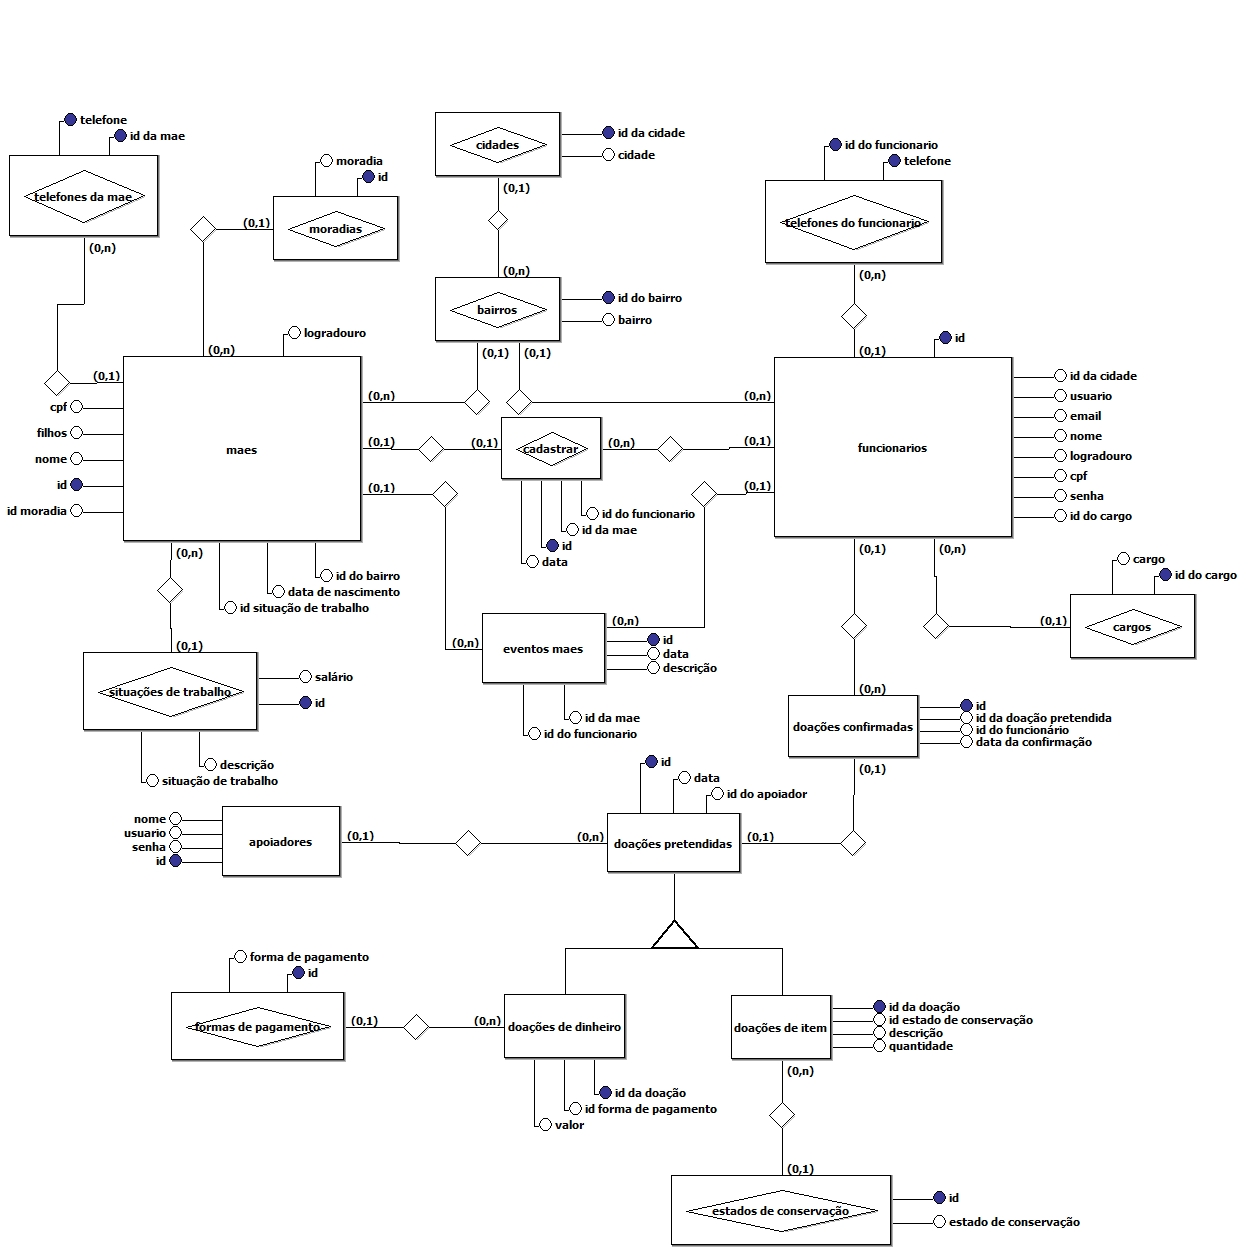 telefone
id da mae
telefones da mae
(0,n)
moradia
id
(0,1)
moradias
cidades
id da cidade
cidade
(0,1)
(0,n)
bairros
id do bairro
bairro
(0,1)
(0,1)
id do funcionario
telefone
telefones do funcionario
(0,n)
(0,1)
id
(0,n)
logradouro
(0,1)
cpf
filhos
nome
id
id moradia
maes
(0,n)
(0,n)
(0,1)
(0,1)
cadastrar
(0,n)
(0,1)
(0,1)
(0,1)
funcionarios
id da cidade
usuario
email
nome
logradouro
cpf
senha
id do cargo
id do funcionario
id da mae
id
data
(0,n)
id do bairro
data de nascimento
id situação de trabalho
(0,1)
(0,n)
cargo
id do cargo
(0,1)
cargos
(0,1)
situações de trabalho
salário
id
descrição
situação de trabalho
(0,n)
eventos maes
(0,n)
id
data
descrição
id da mae
id do funcionario
(0,n)
doações confirmadas
id
id da doação pretendida
id do funcionário
data da confirmação
(0,1)
id
data
id do apoiador
nome
usuario
senha
id
apoiadores
(0,1)
(0,n)
doações pretendidas
(0,1)
forma de pagamento
id
formas de pagamento
(0,1)
(0,n)
doações de dinheiro
id da doação
id forma de pagamento
valor
doações de item
id da doação
id estado de conservação
descrição
quantidade
(0,n)
(0,1)
estados de conservação
id
estado de conservação